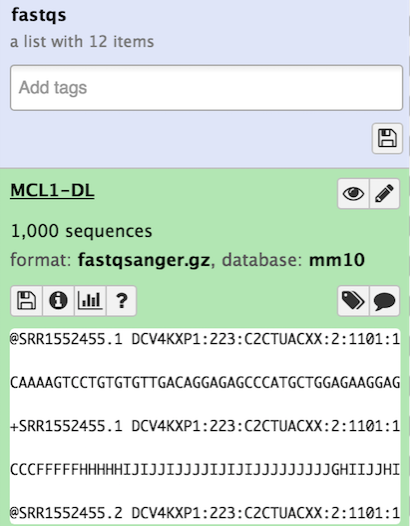 fastqs
a list with 12 items
Add tags
MCL1-DL
1,000 sequences
format: fastqsanger.gz, database: mm10
@SRR1552455.1 DCV4KXP1:223:C2CTUACXX:2:1101:1
CAAAAGTCCTGTGTGTTGACAGGAGAGCCCATGCTGGAGAAGGAG
+SRR1552455.1 DCV4KXP1:223:C2CTUACXX:2:1101:1
CCCFFFFFHHHHHIJIJJIJJJJIJIJIJIJJJJJJJJJGHIIJJHI
@SRR1552455.2 DCV4KXP1:223:C2CTUACXX:2:1101:1